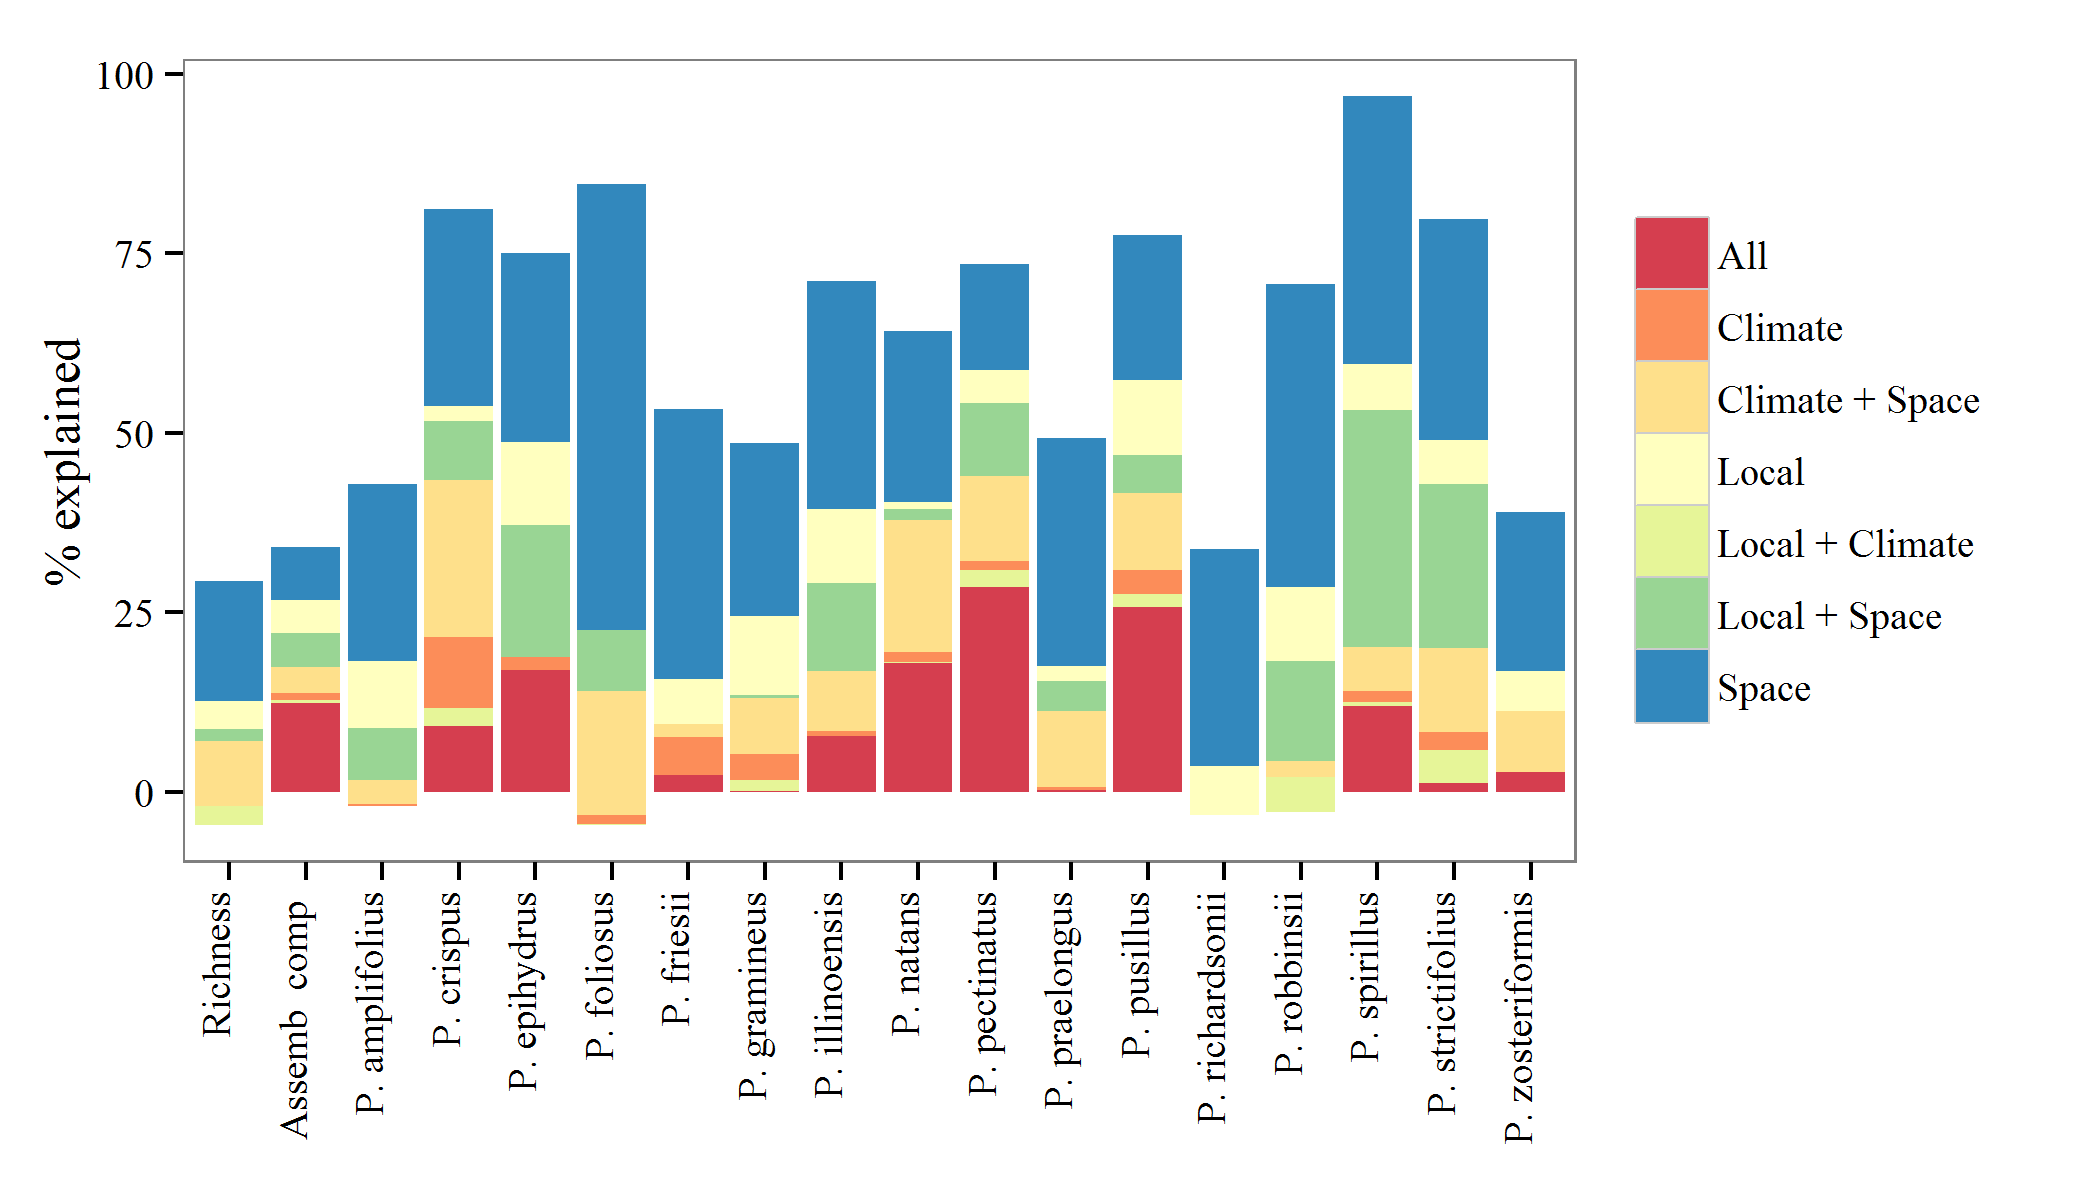 % explained
100
75
50
25
0
Richness
Assemb comp
P. amplifolius
P. crispus
P. epihydrus
P. foliosus
P. friesii
P. gramineus
P. illinoensis
P. natans
P. pectinatus
P. praelongus
P. pusillus
P. richardsonii
P. robbinsii
P. spirillus
P. strictifolius
P. zosteriformis
All
Climate
Climate + Space
Local
Local + Climate
Local + Space
Space